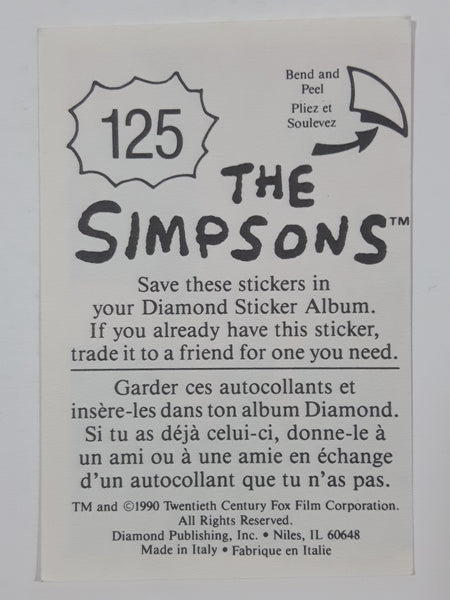 125
Bend and
Peel
Pliez et
Soulevez
THE
SIMPSONS™
Save these stickers in
your Diamond Sticker Album.
If you already have this sticker,
trade it to a friend for one you need.
Garder ces autocollants et
insère-les dans ton album Diamond.
Si tu as déjà celui-ci, donne-le à
un ami ou à une amie en échange
d'un autocollant que tu n'as pas.
TM and ©1990 Twentieth Century Fox Film Corporation.
All Rights Reserved.
Diamond Publishing, Inc. • Niles, IL 60648
Made in Italy • Fabrique en Italie